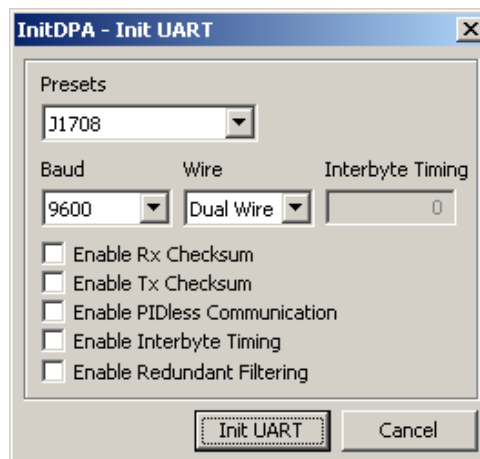 InitDPA - Init UART
Presets
J1708
Baud Wire Interbyte Timing
9600 Dual Wire 0
Enable Rx Checksum
Enable Tx Checksum
Enable PIDless Communication
Enable Interbyte Timing
Enable Redundant Filtering
Init UART Cancel